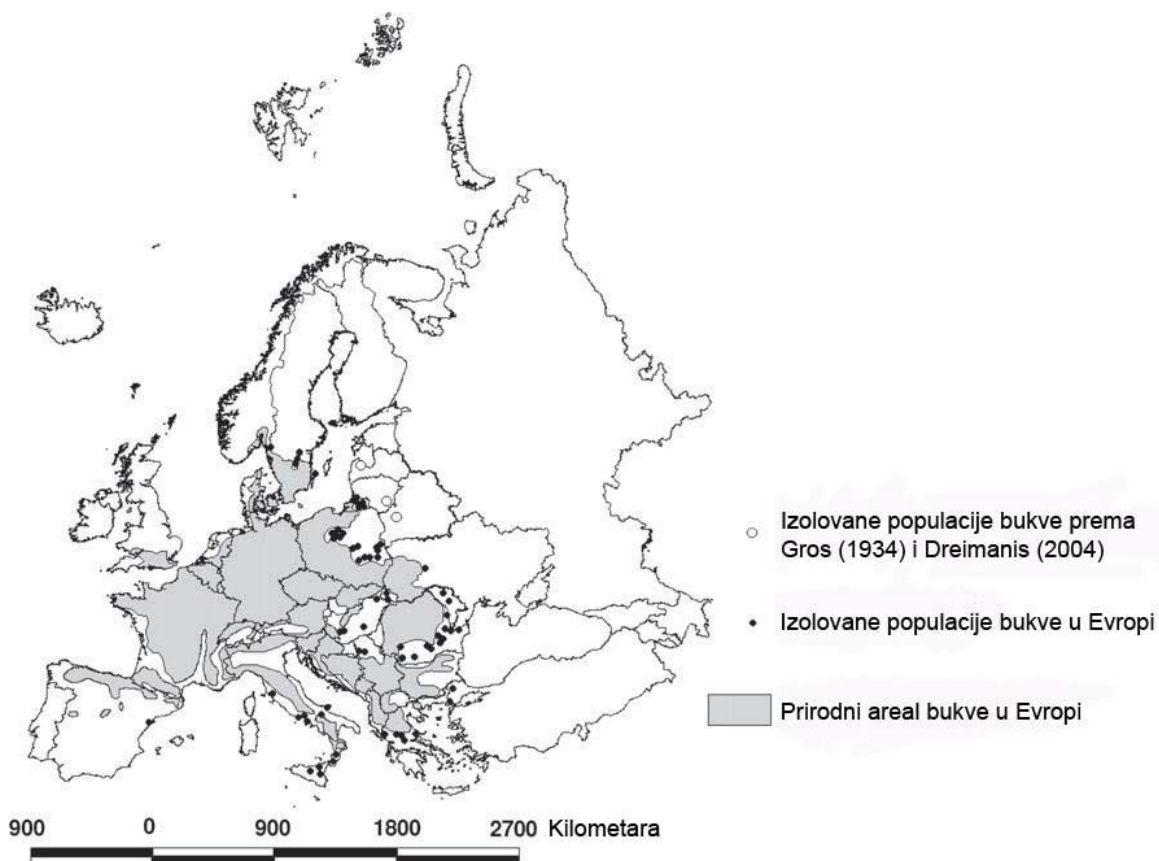 Izolovane populacije bukve prema
Gros (1934) i Dreimanis (2004)
Izolovane populacije bukve u Evropi
Prirodni areal bukve u Evropi
900 0 900 1800 2700 Kilometara